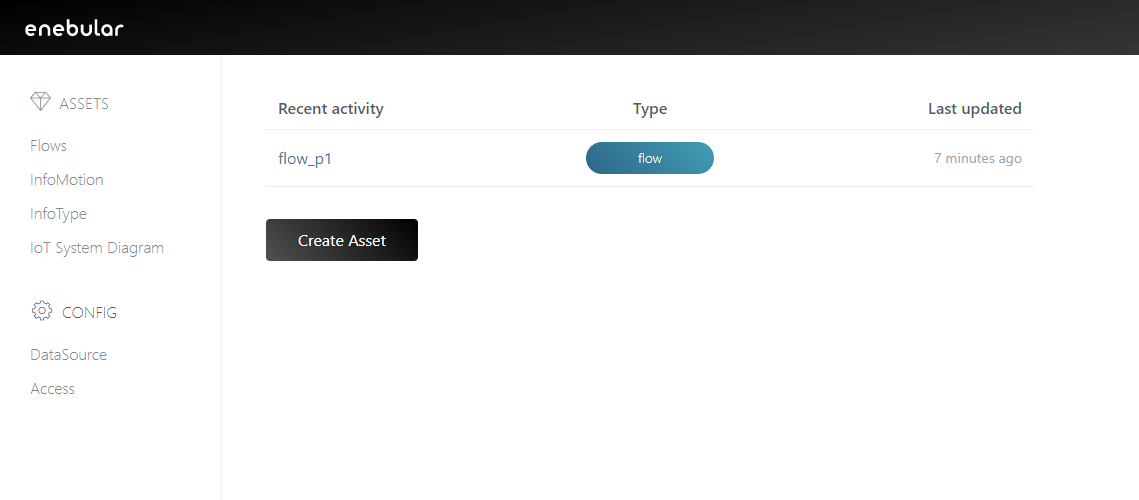 enebular
ASSETS
Flows
InfoMotion
InfoType
IoT System Diagram
CONFIG
DataSource
Access
Recent activity Type Last updated
flow_p1 flow 7 minutes ago
Create Asset